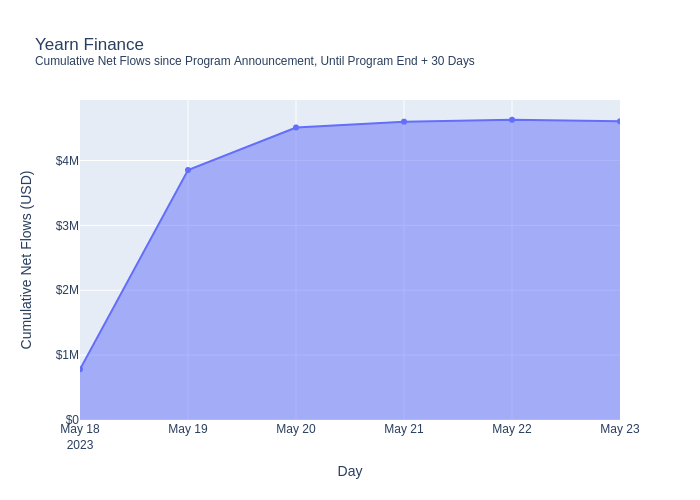 Yearn Finance
Cumulative Net Flows since Program Announcement, Until Program End + 30 Days
Cumulative Net Flows (USD)
$4M
$3M
$2M
$1M
$0
May 18
2023
May 19
May 20
May 21
May 22
May 23
Day